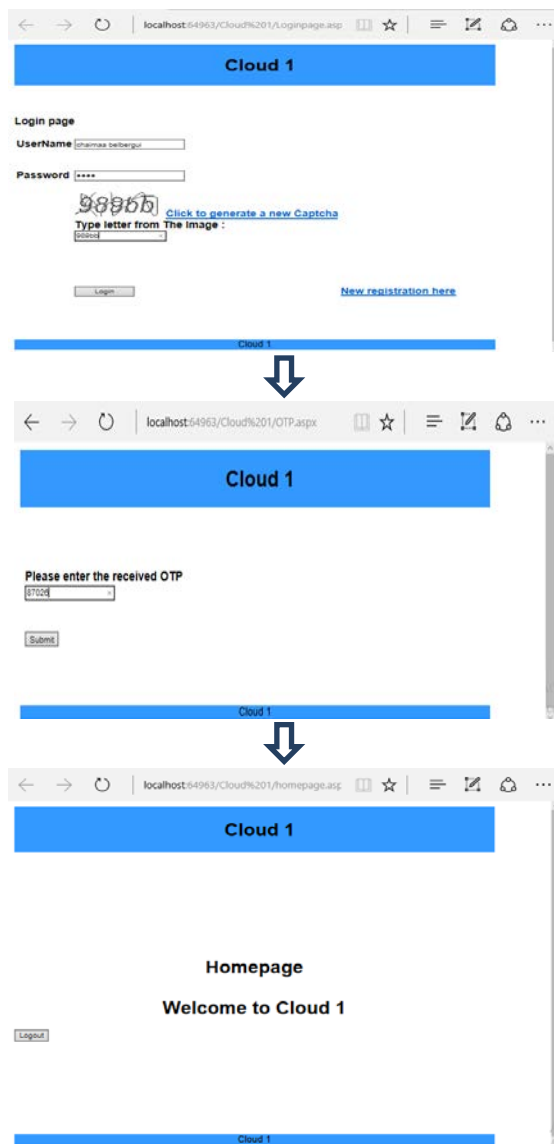 localhost:64963/Cloud%201/Loginpage.asp
Cloud 1
Login page
UserName chaimaa belbergui
Password ••••
989bb Click to generate a new Captcha
Type letter from The Image :
989bb
Login New registration here
Cloud 1
localhost:64963/Cloud%201/OTP.aspx
Cloud 1
Please enter the received OTP
87026
Submit
Cloud 1
localhost:64963/Cloud%201/homepage.asp
Cloud 1
Homepage
Welcome to Cloud 1
Logout
Cloud 1